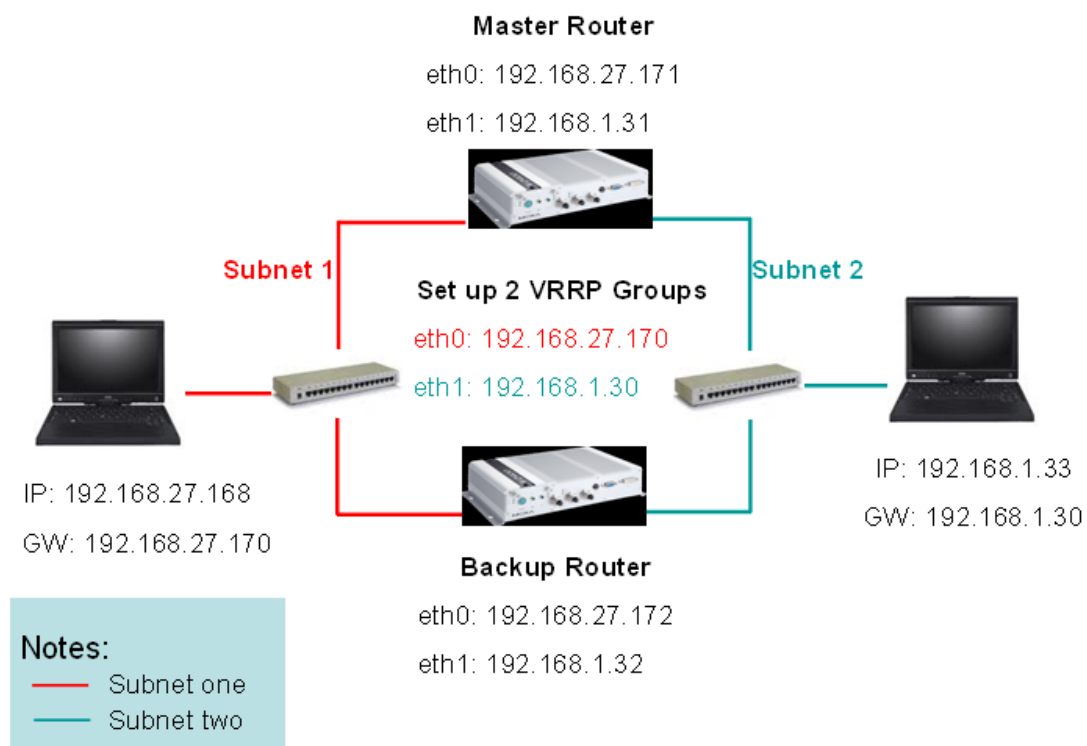 Master Router
eth0: 192.168.27.171
eth1: 192.168.1.31
Subnet 1
Subnet 2
Set up 2 VRRP Groups
eth0: 192.168.27.170
eth1: 192.168.1.30
IP: 192.168.27.168
GW: 192.168.27.170
IP: 192.168.1.33
GW: 192.168.1.30
Backup Router
eth0: 192.168.27.172
eth1: 192.168.1.32
Notes:
Subnet one
Subnet two